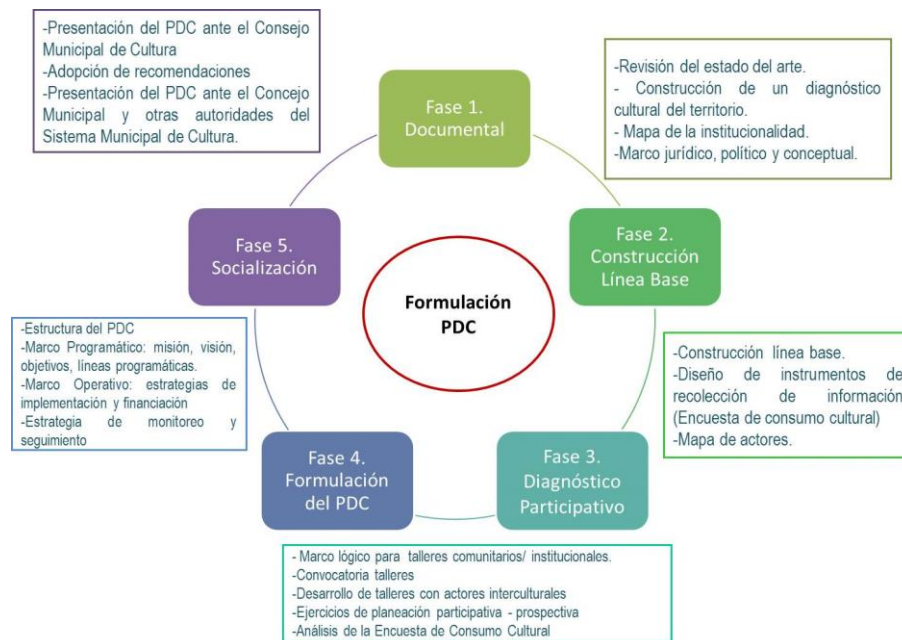 -Presentación del PDC ante el Consejo
Municipal de Cultura
-Adopción de recomendaciones
-Presentación del PDC ante el Concejo
Municipal y otras autoridades del
Sistema Municipal de Cultura.
Fase 1.
Documental
-Revisión del estado del arte.
- Construcción de un diagnóstico
cultural del territorio.
- Mapa de la institucionalidad.
-Marco jurídico, político y conceptual.
Fase 5.
Socialización
Formulación
PDC
Fase 2.
Construcción
Línea Base
-Estructura del PDC
-Marco Programático: misión, visión,
objetivos, líneas programáticas.
-Marco Operativo: estrategias de
implementación y financiación
-Estrategia de monitoreo y
seguimiento
-Construcción línea base.
-Diseño de instrumentos de
recolección de información
(Encuesta de consumo cultural)
-Mapa de actores.
Fase 4.
Formulación
del PDC
Fase 3.
Diagnóstico
Participativo
- Marco lógico para talleres comunitarios/ institucionales.
-Convocatoria talleres
-Desarrollo de talleres con actores interculturales
-Ejercicios de planeación participativa - prospectiva
-Análisis de la Encuesta de Consumo Cultural